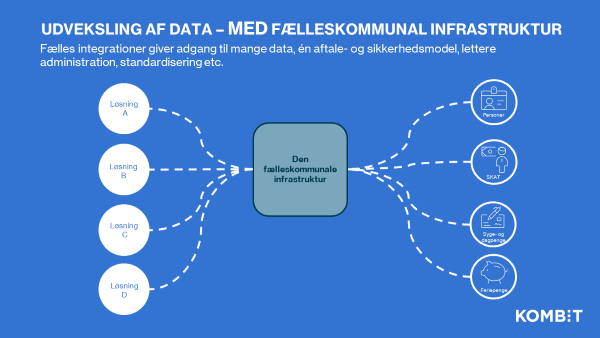 UDVEKSLING AF DATA – MED FÆLLESKOMMUNAL INFRASTRUKTUR
Fælles integrationer giver adgang til mange data, én aftale- og sikkerhedsmodel, lettere
administration, standardisering etc.
Løsning
A
Løsning
B
Løsning
C
Løsning
D
Den
fælleskommunale
infrastruktur
Personer
SKAT
Syge- og
dagpenge
Feriepenge
KOMBIT